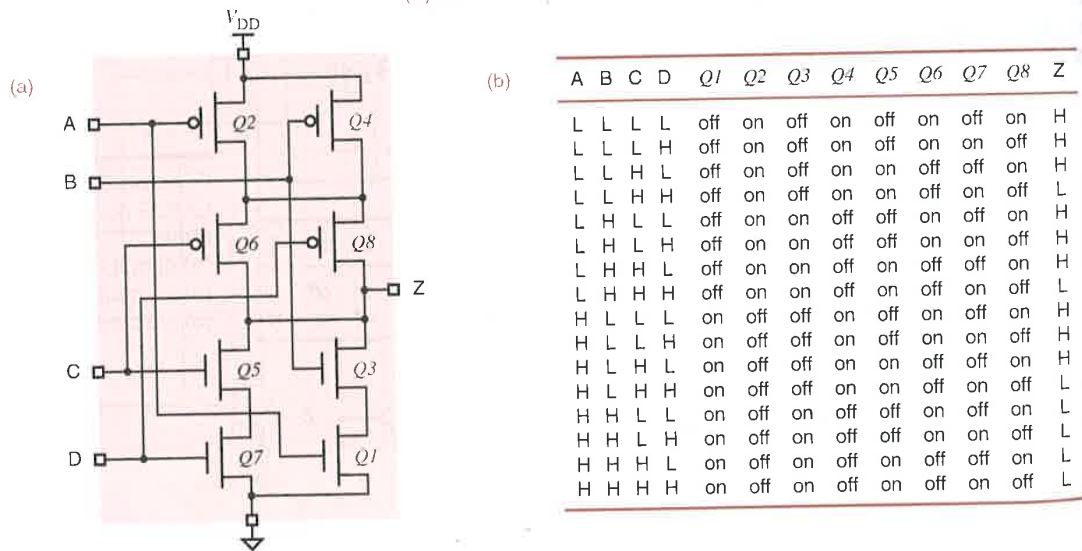 (a)
V_DD
A
Q2
Q4
B
Q6
Q8
Z
C
Q5
Q3
D
Q7
Q1
(b)
A B C D Q1 Q2 Q3 Q4 Q5 Q6 Q7 Q8 Z
L L L L off on off on off on off on H
L L L H off on off on off on on off H
L L H L off on off on on off off on H
L L H H off on off on on off on off L
L H L L off on on off off on off on H
L H L H off on on off off on on off H
L H H L off on on off on off off on H
L H H H off on on off on off on off L
H L L L on off off on off on off on H
H L L H on off off on off on on off H
H L H L on off off on on off off on H
H L H H on off off on on off on off L
H H L L on off on off off on off on L
H H L H on off on off off on on off L
H H H L on off on off on off off on L
H H H H on off on off on off on off L